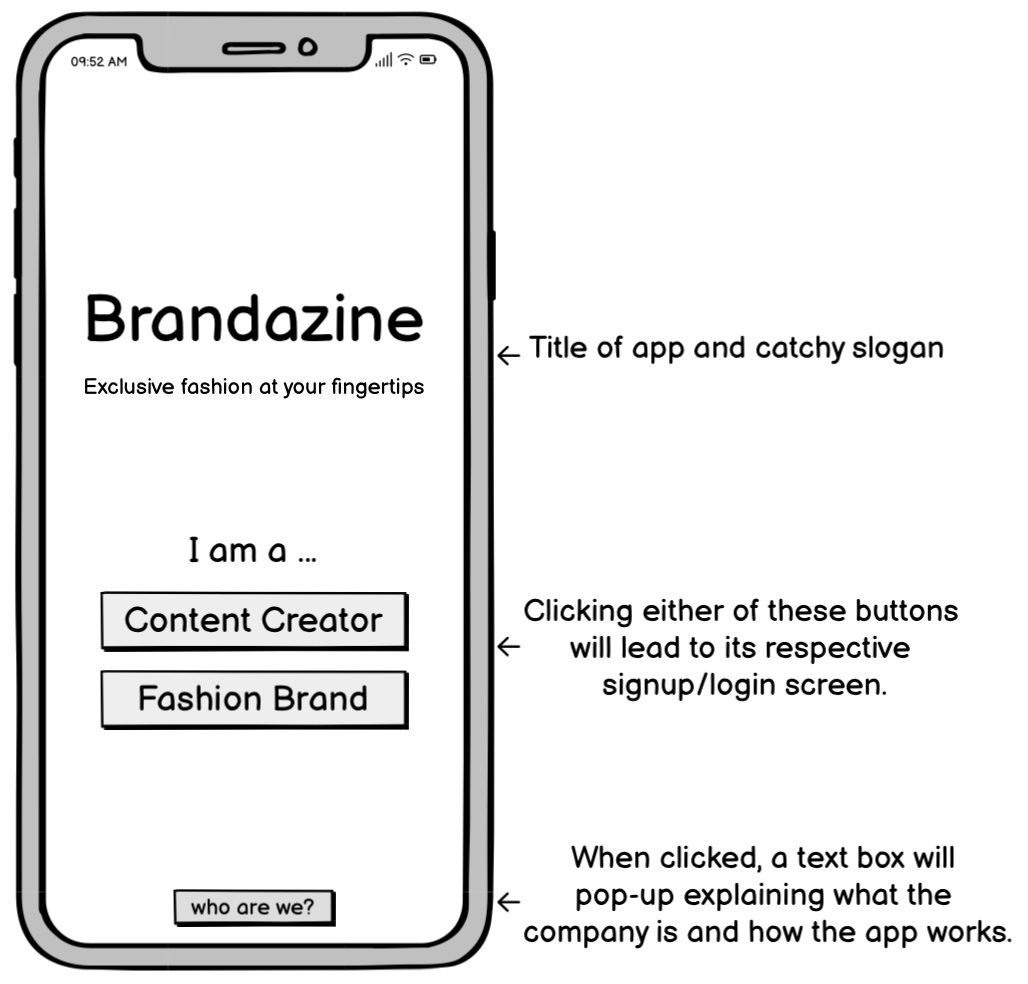 09:52 AM
Brandazine
Exclusive fashion at your fingertips
← Title of app and catchy slogan
I am a ...
Content Creator
Fashion Brand
← Clicking either of these buttons
will lead to its respective
signup/login screen.
who are we?
← When clicked, a text box will
pop-up explaining what the
company is and how the app works.